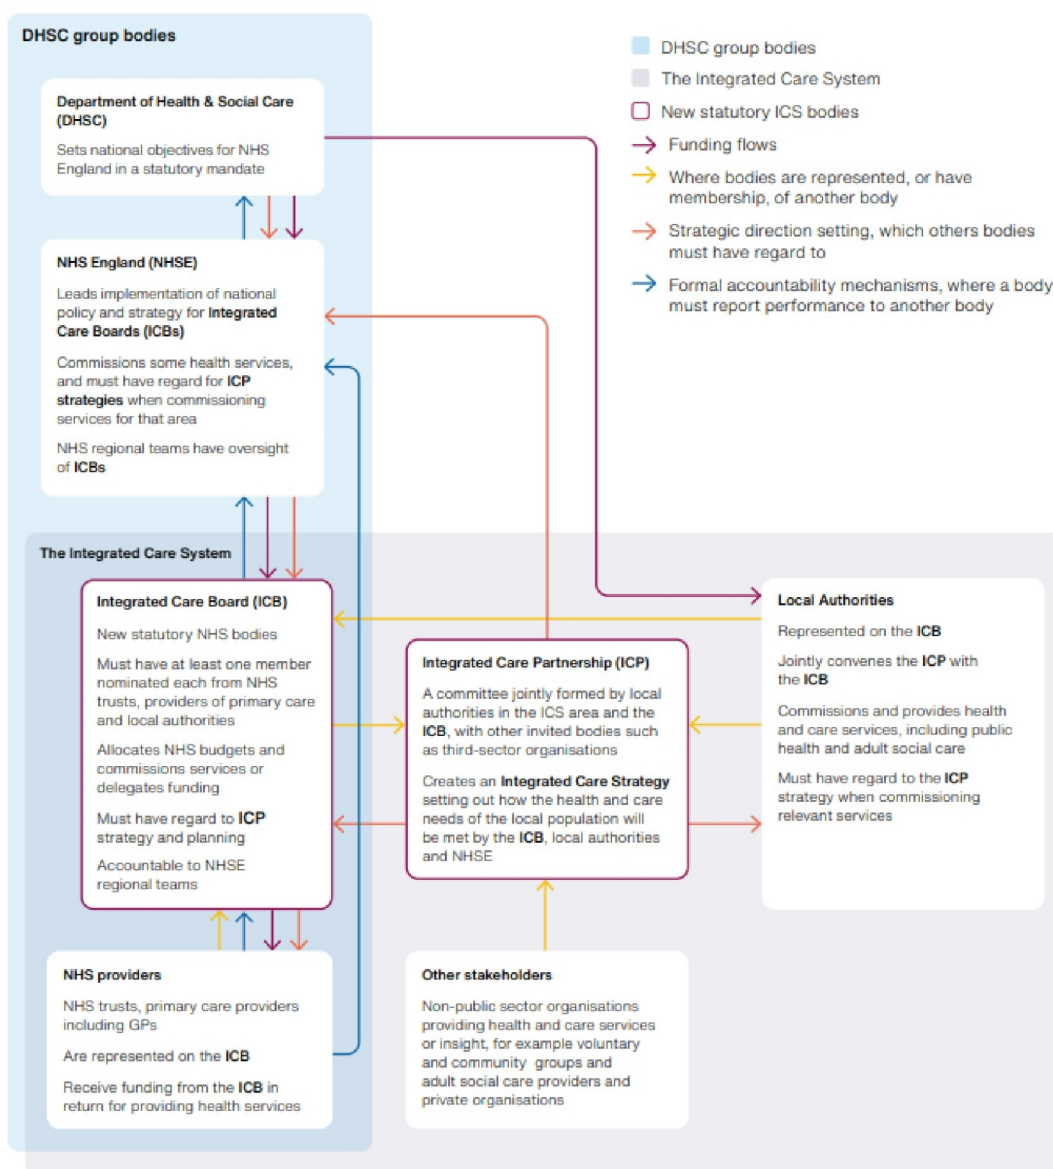 DHSC group bodies
Department of Health & Social Care
(DHSC)
Sets national objectives for NHS
England in a statutory mandate
NHS England (NHSE)
Leads implementation of national
policy and strategy for Integrated
Care Boards (ICBs)
Commissions some health services,
and must have regard for ICP
strategies when commissioning
services for that area
NHS regional teams have oversight
of ICBs
DHSC group bodies
The Integrated Care System
New statutory ICS bodies
Funding flows
Where bodies are represented, or have
membership, of another body
Strategic direction setting, which others bodies
must have regard to
Formal accountability mechanisms, where a body
must report performance to another body
The Integrated Care System
Integrated Care Board (ICB)
New statutory NHS bodies
Must have at least one member
nominated each from NHS
trusts, providers of primary care
and local authorities
Allocates NHS budgets and
commissions services or
delegates funding
Must have regard to ICP
strategy and planning
Accountable to NHSE
regional teams
Integrated Care Partnership (ICP)
A committee jointly formed by local
authorities in the ICS area and the
ICB, with other invited bodies such
as third-sector organisations
Creates an Integrated Care Strategy
setting out how the health and care
needs of the local population will
be met by the ICB, local authorities
and NHSE
Local Authorities
Represented on the ICB
Jointly convenes the ICP with
the ICB
Commissions and provides health
and care services, including public
health and adult social care
Must have regard to the ICP
strategy when commissioning
relevant services
NHS providers
NHS trusts, primary care providers
including GPs
Are represented on the ICB
Receive funding from the ICB in
return for providing health services
Other stakeholders
Non-public sector organisations
providing health and care services
or insight, for example voluntary
and community groups and
adult social care providers and
private organisations